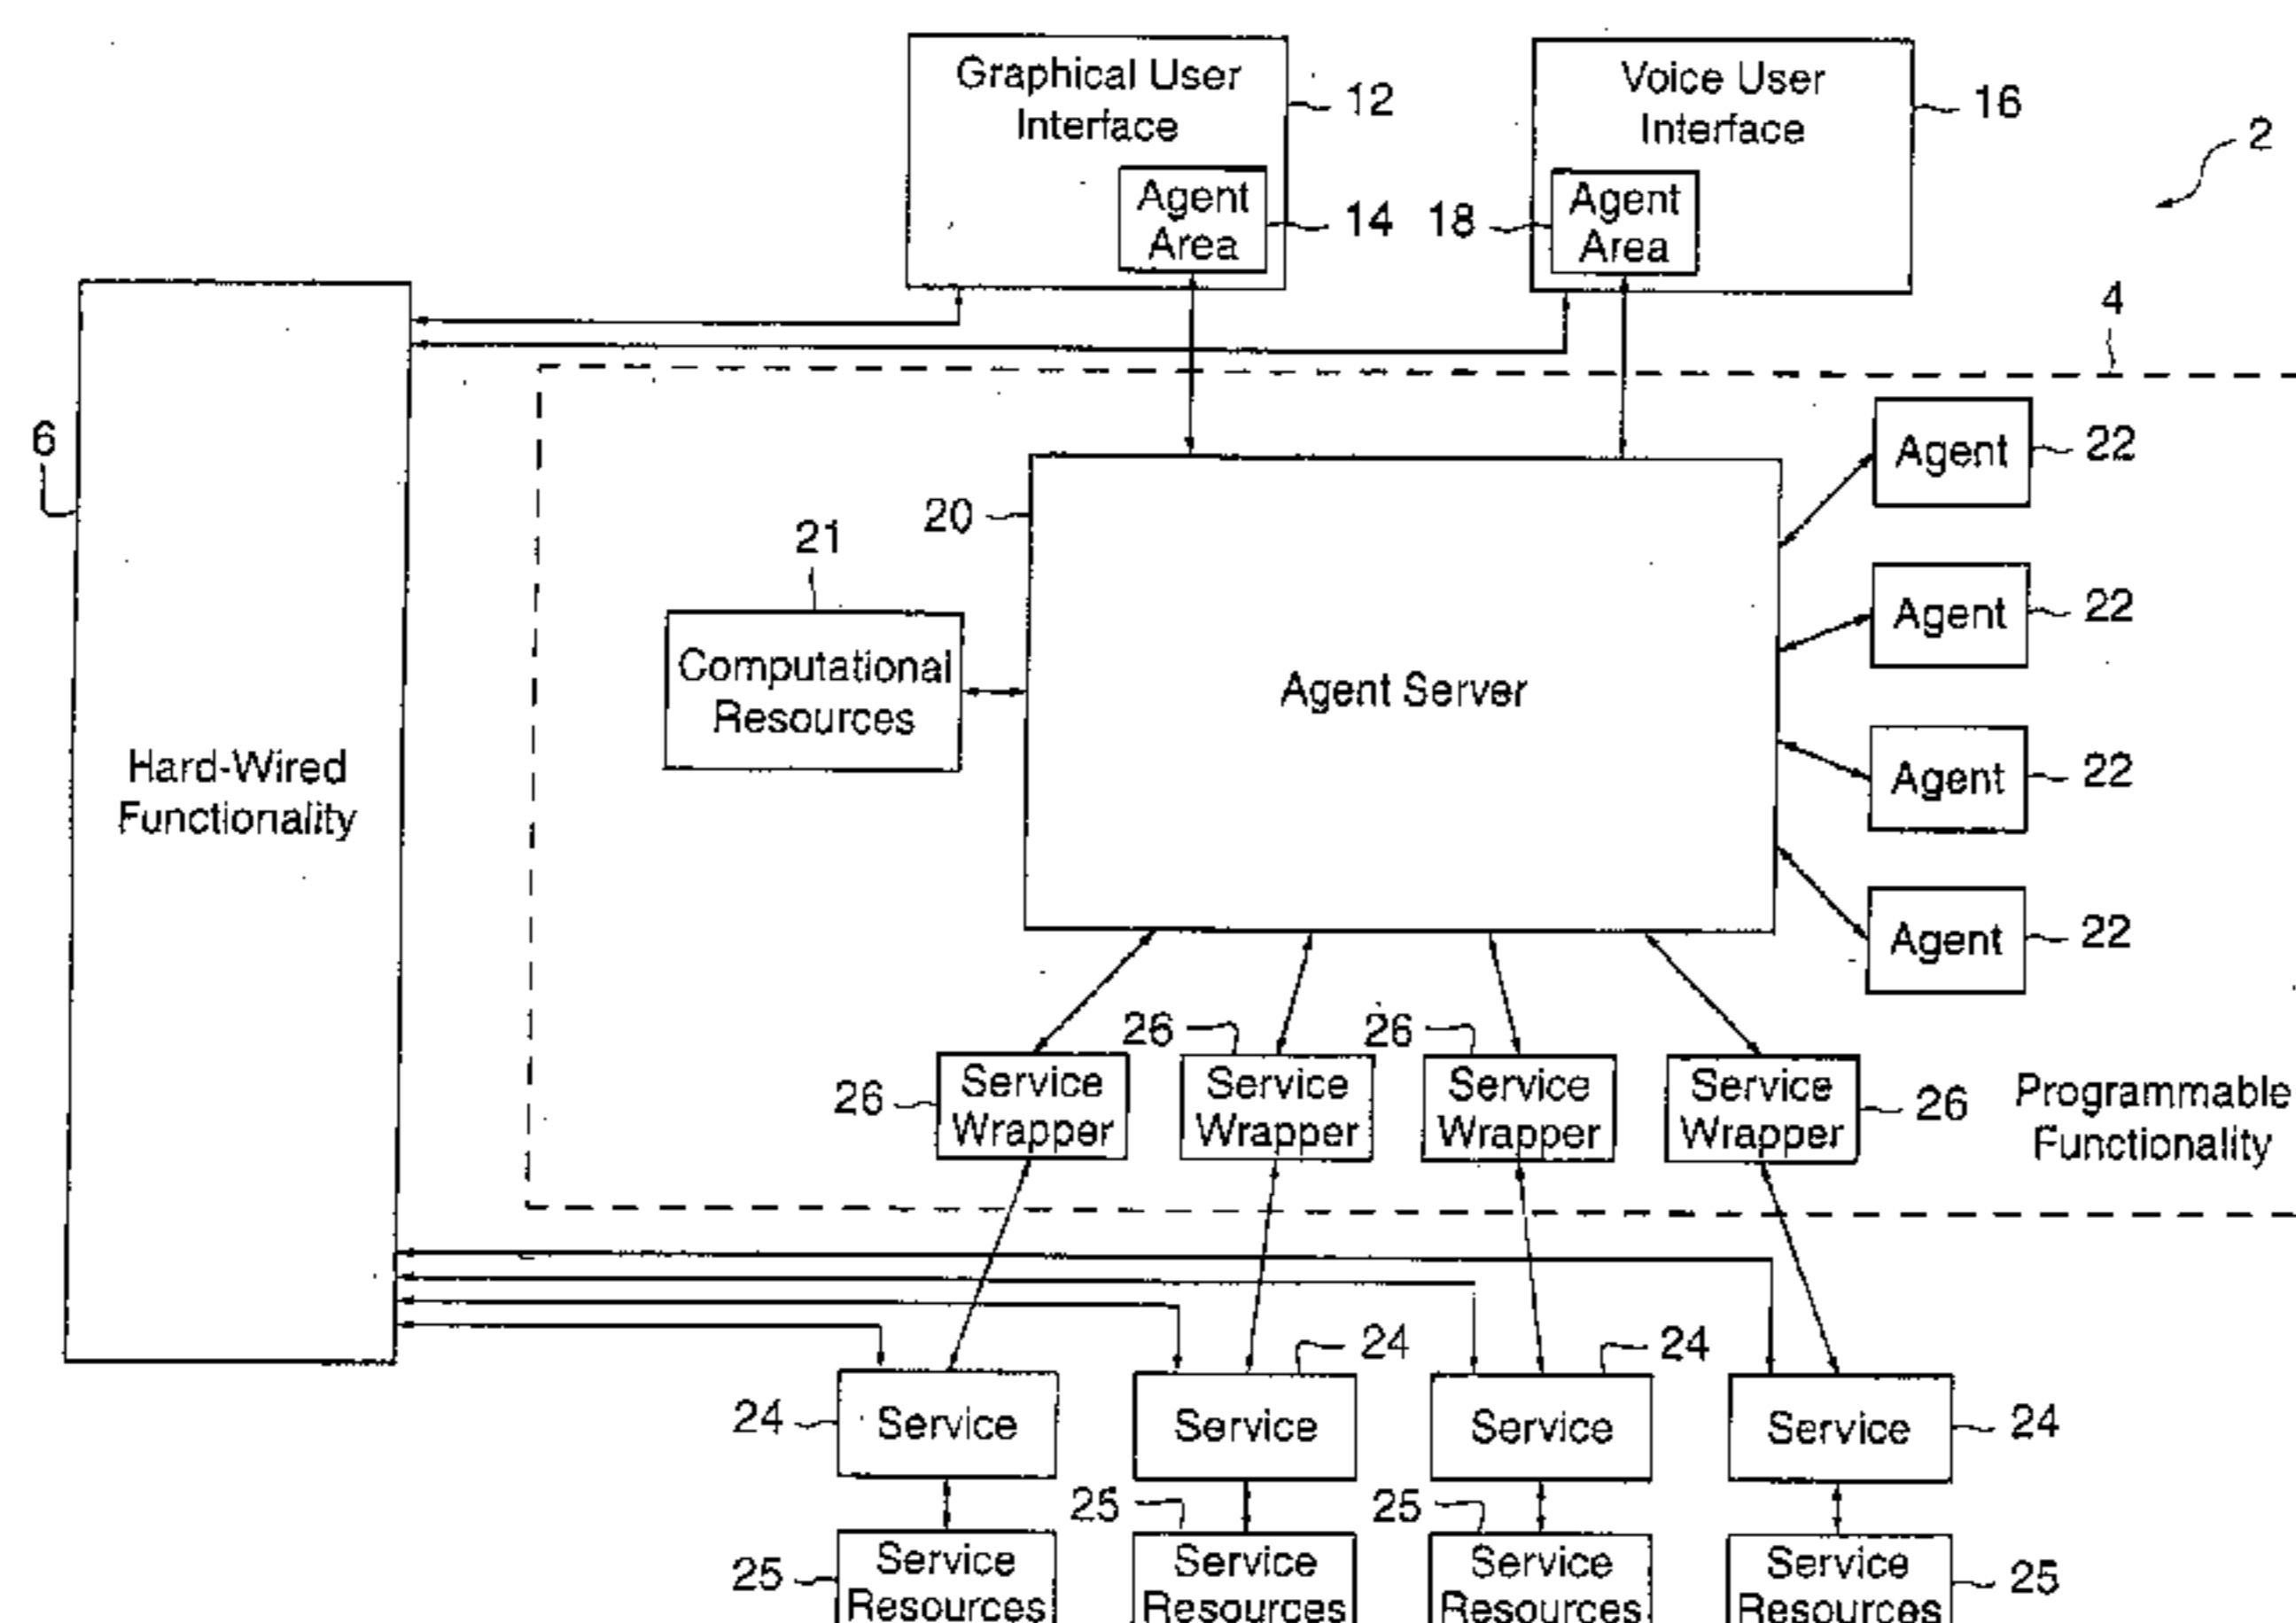 Graphical User
Interface
12
Voice User
Interface
16
2
Agent
Area
14
18
Agent
Area
4
6
Agent
22
20
21
Agent
22
Computational
Resources
Agent Server
Hard-Wired
Functionality
Agent
22
Agent
22
26
26
26
Service
Wrapper
Service
Wrapper
Service
Wrapper
Service
Wrapper
26
Programmable
Functionality
24
24
24
Service
Service
Service
Service
24
25
25
25
Service
Resources
Service
Resources
Service
Resources
Service
Resources
25